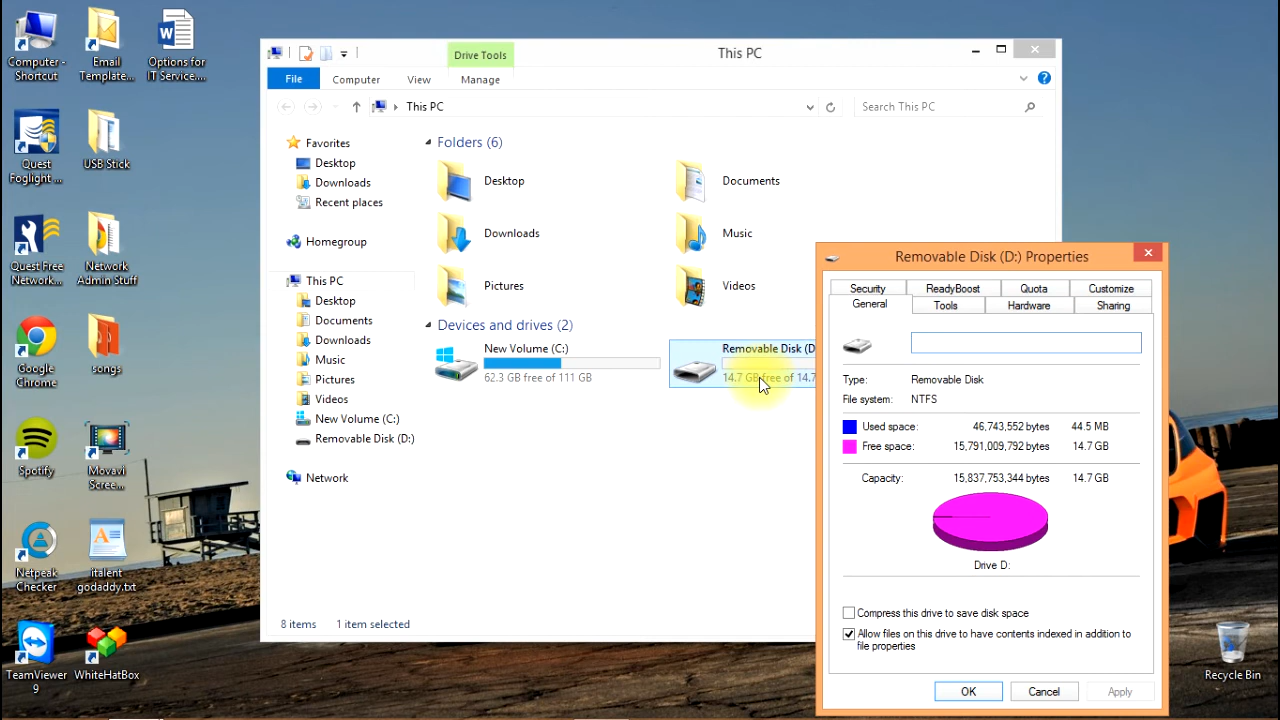 Computer -
Shortcut
Email
Template...
Options for
IT Service....
Quest
Foglight ...
USB Stick
Quest Free
Network...
Network
Admin Stuff
Google
Chrome
songs
Spotify
Movavi
Scree...
Netpeak
Checker
italent
godaddy.txt
TeamViewer
9
WhiteHatBox
Recycle Bin
Drive Tools
This PC
File
Computer
View
Manage
This PC
Search This PC
Favorites
Desktop
Downloads
Recent places
Homegroup
This PC
Desktop
Documents
Downloads
Music
Pictures
Videos
New Volume (C:)
Removable Disk (D:)
Network
Folders (6)
Desktop
Documents
Downloads
Music
Pictures
Videos
Devices and drives (2)
New Volume (C:)
62.3 GB free of 111 GB
Removable Disk (D
14.7 GB free of 14.7
8 items
1 item selected
Removable Disk (D:) Properties
Security
ReadyBoost
Quota
Customize
General
Tools
Hardware
Sharing
Type:
Removable Disk
File system:
NTFS
Used space:
46,743,552 bytes
44.5 MB
Free space:
15,791,009,792 bytes
14.7 GB
Capacity:
15,837,753,344 bytes
14.7 GB
Drive D:
Compress this drive to save disk space
Allow files on this drive to have contents indexed in addition to
file properties
OK
Cancel
Apply